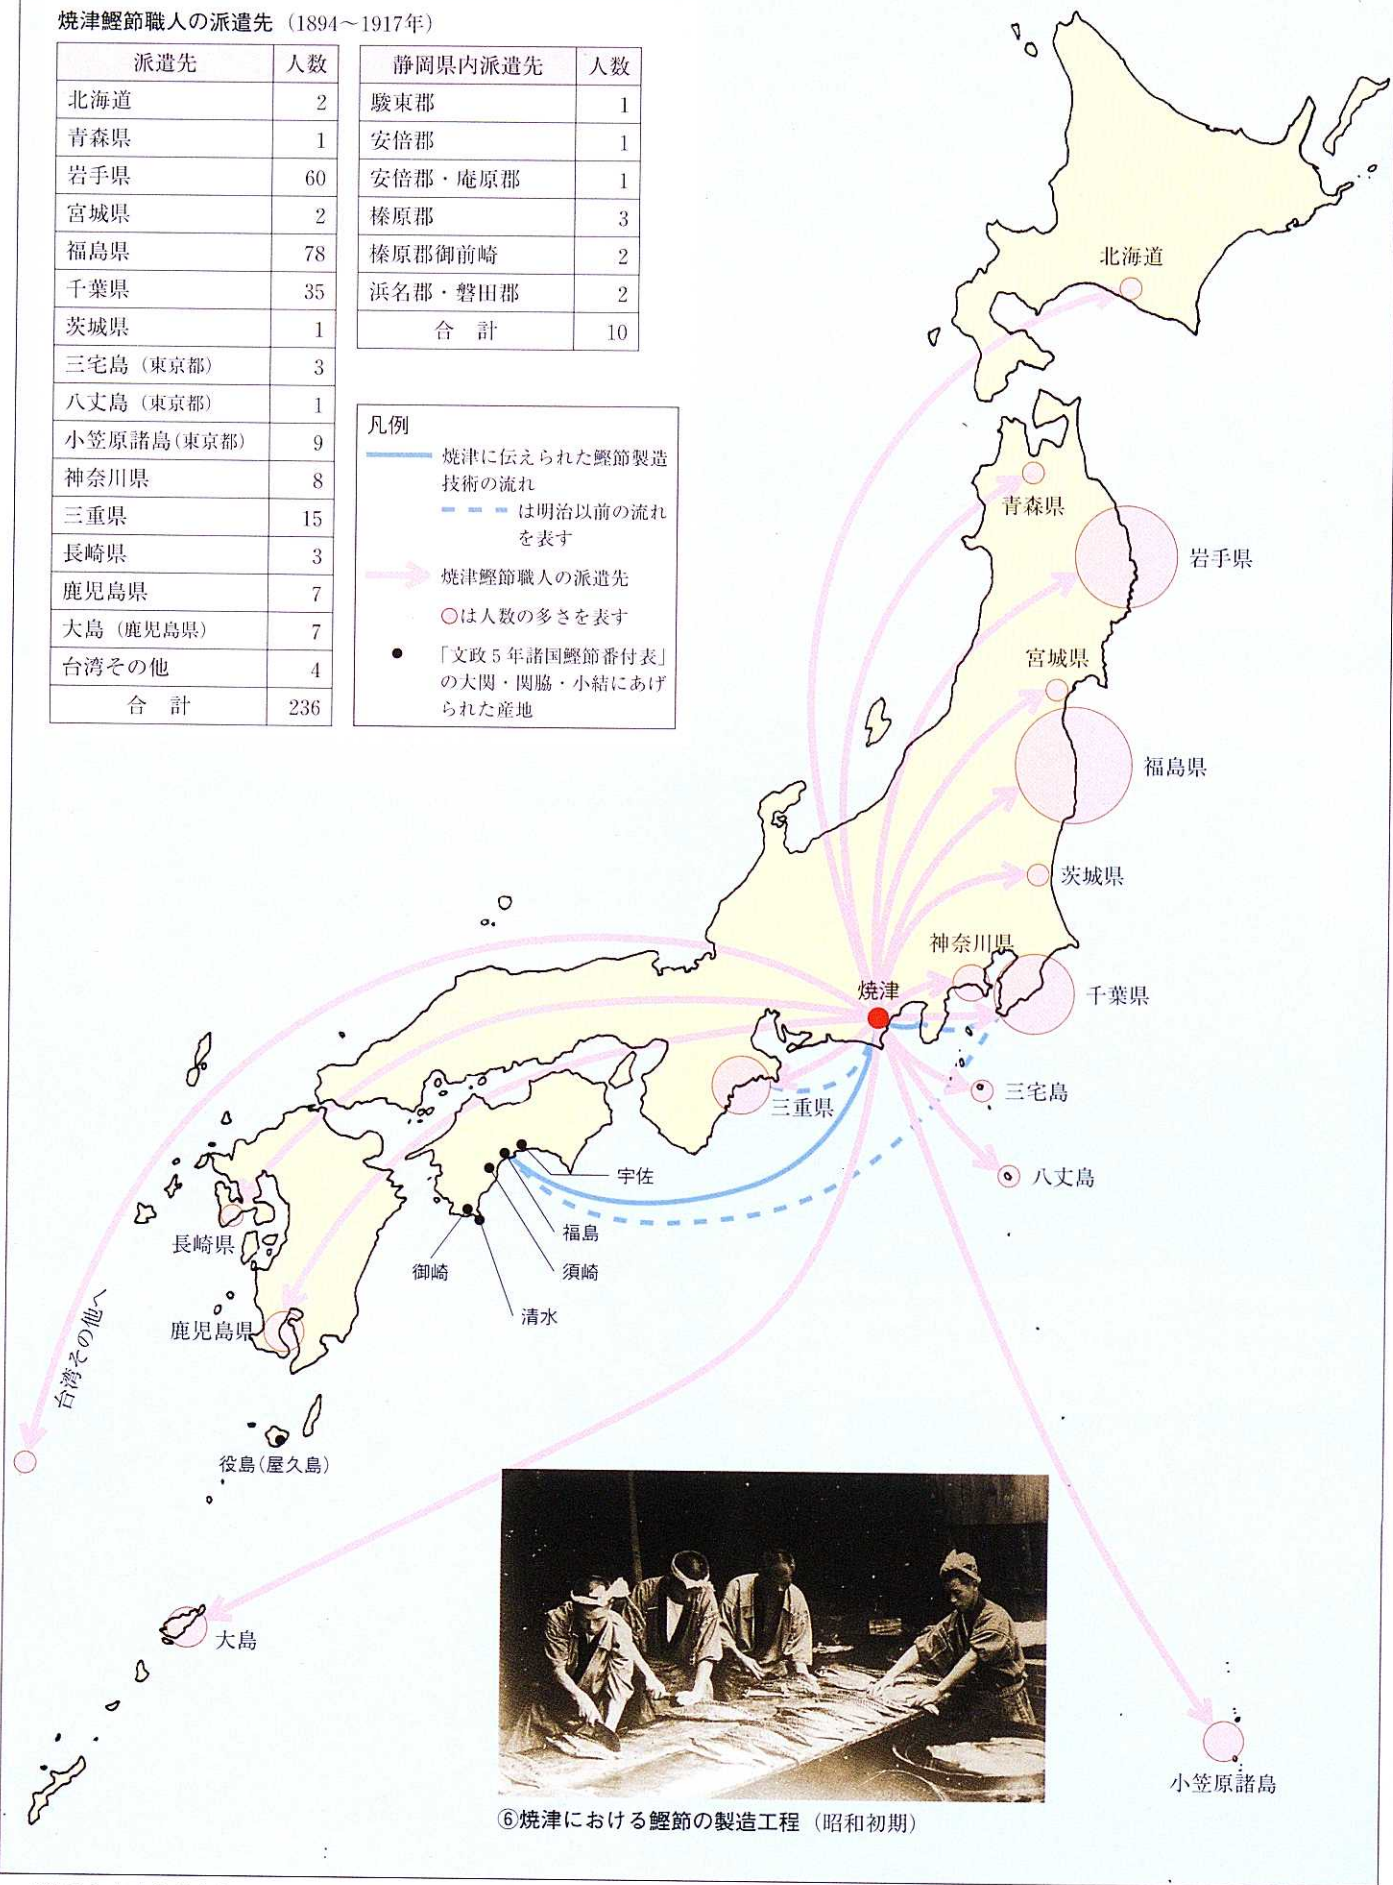 焼津鰹節職人の派遣先（1894～1917年）
派遣先 人数
北海道 2
青森県 1
岩手県 60
宮城県 2
福島県 78
千葉県 35
茨城県 1
三宅島（東京都） 3
八丈島（東京都） 1
小笠原諸島(東京都) 9
神奈川県 8
三重県 15
長崎県 3
鹿児島県 7
大島（鹿児島県） 7
台湾その他 4
合計 236
静岡県内派遣先 人数
駿東郡 1
安倍郡 1
安倍郡・庵原郡 1
榛原郡 3
榛原郡御前崎 2
浜名郡・磐田郡 2
合計 10
凡例
焼津に伝えられた鰹節製造
技術の流れ
は明治以前の流れ
を表す
焼津鰹節職人の派遣先
○は人数の多さを表す
「文政5年諸国鰹節番付表」
の大関・関脇・小結にあげ
られた産地
北海道
青森県
岩手県
宮城県
福島県
茨城県
神奈川県
焼津
千葉県
三宅島
三重県
八丈島
宇佐
福島
須崎
御崎
清水
長崎県
鹿児島県
台湾その他へ
役島(屋久島)
大島
小笠原諸島
⑥焼津における鰹節の製造工程（昭和初期）